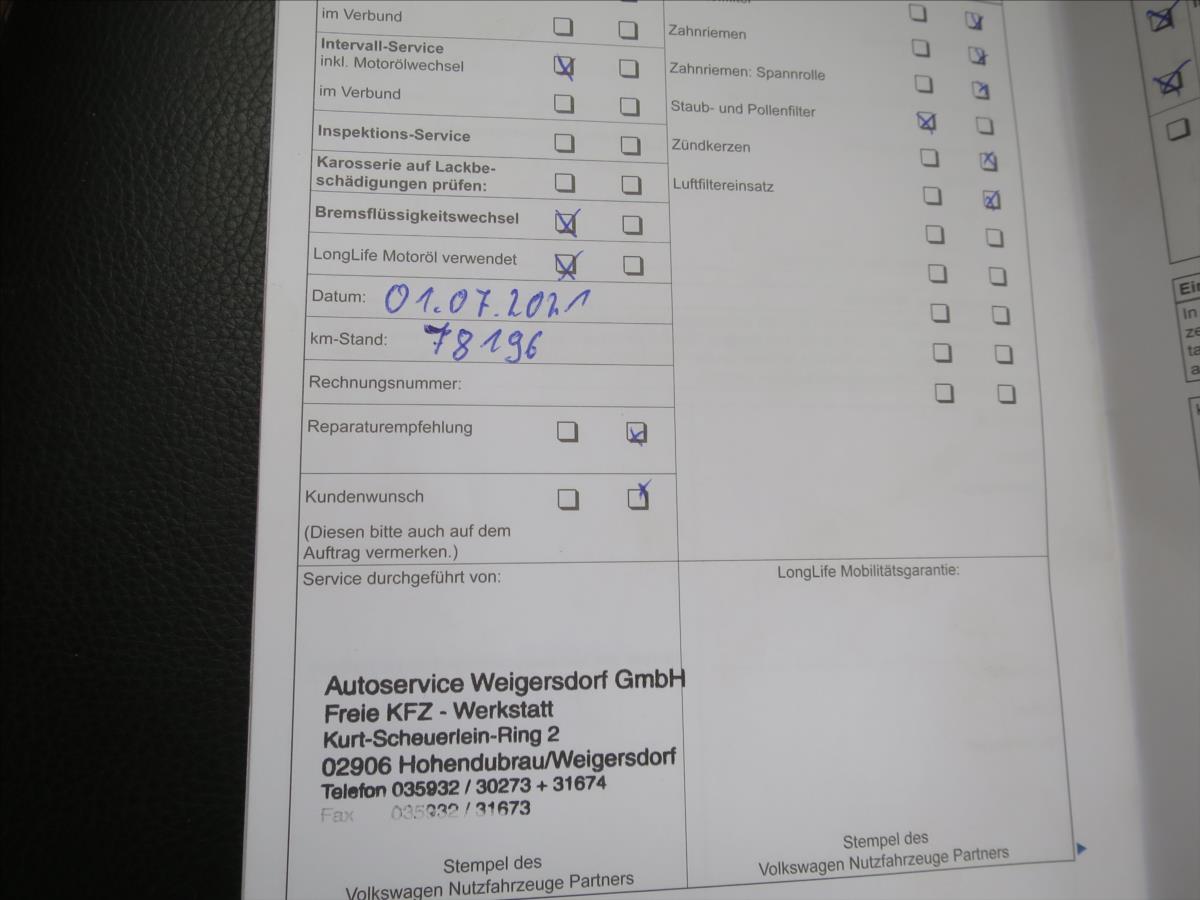 im Verbund
Intervall-Service
inkl. Motorölwechsel
im Verbund
Inspektions-Service
Karosserie auf Lackbe-
schädigungen prüfen:
Bremsflüssigkeitswechsel
LongLife Motoröl verwendet
Datum: 01.07.2021
km-Stand: 78196
Rechnungsnummer:
Reparaturempfehlung
Kundenwunsch
(Diesen bitte auch auf dem
Auftrag vermerken.)
Zahnriemen
Zahnriemen: Spannrolle
Staub- und Pollenfilter
Zündkerzen
Luftfiltereinsatz
Service durchgeführt von:
Autoservice Weigersdorf GmbH
Freie KFZ - Werkstatt
Kurt-Scheuerlein-Ring 2
02906 Hohendubrau/Weigersdorf
Telefon 035932 / 30273 + 31674
Fax 035932 / 31673
Stempel des
Volkswagen Nutzfahrzeuge Partners
LongLife Mobilitätsgarantie:
Stempel des
Volkswagen Nutzfahrzeuge Partners
In